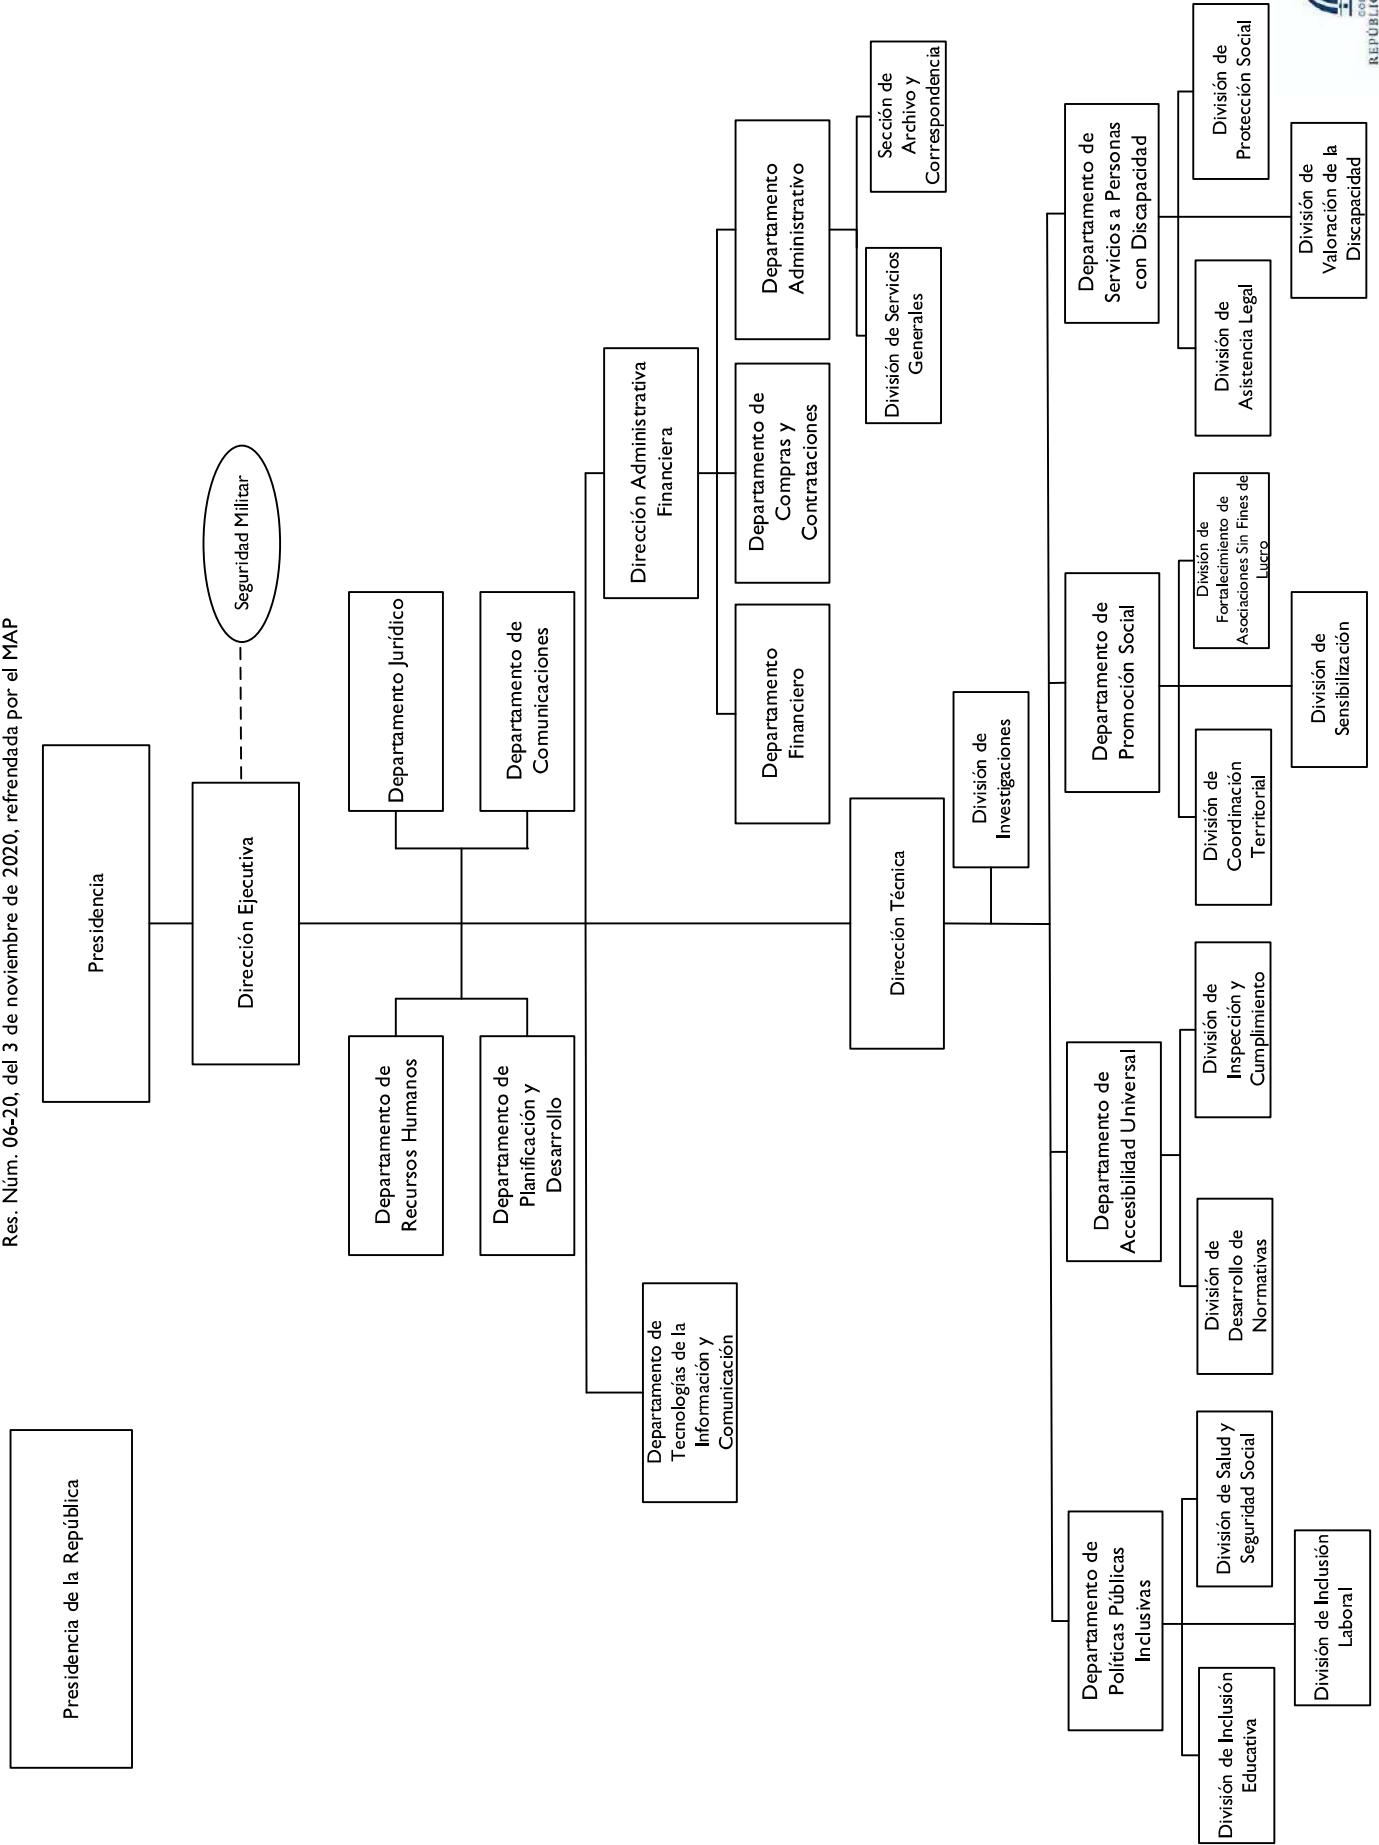 Res. Núm. 06-20, del 3 de noviembre de 2020, refrendada por el MAP
Presidencia de la República
Presidencia
Dirección Ejecutiva
Seguridad Militar
Departamento de
Recursos Humanos
Departamento Jurídico
Departamento de
Planificación y
Desarrollo
Departamento de
Comunicaciones
Departamento de
Tecnologías de la
Información y
Comunicación
Dirección Administrativa
Financiera
Departamento
Financiero
Departamento de
Compras y
Contrataciones
Departamento
Administrativo
División de Servicios
Generales
Sección de
Archivo y
Correspondencia
Dirección Técnica
División de
Investigaciones
Departamento de
Políticas Públicas
Inclusivas
Departamento de
Accesibilidad Universal
Departamento de
Promoción Social
Departamento de
Servicios a Personas
con Discapacidad
División de Inclusión
Educativa
División de Salud y
Seguridad Social
División de Inclusión
Laboral
División de
Desarrollo de
Normativas
División de
Inspección y
Cumplimiento
División de
Coordinación
Territorial
División de
Fortalecimiento de
Asociaciones Sin Fines de
Lucro
División de
Sensibilización
División de
Asistencia Legal
División de
Protección Social
División de
Valoración de la
Discapacidad